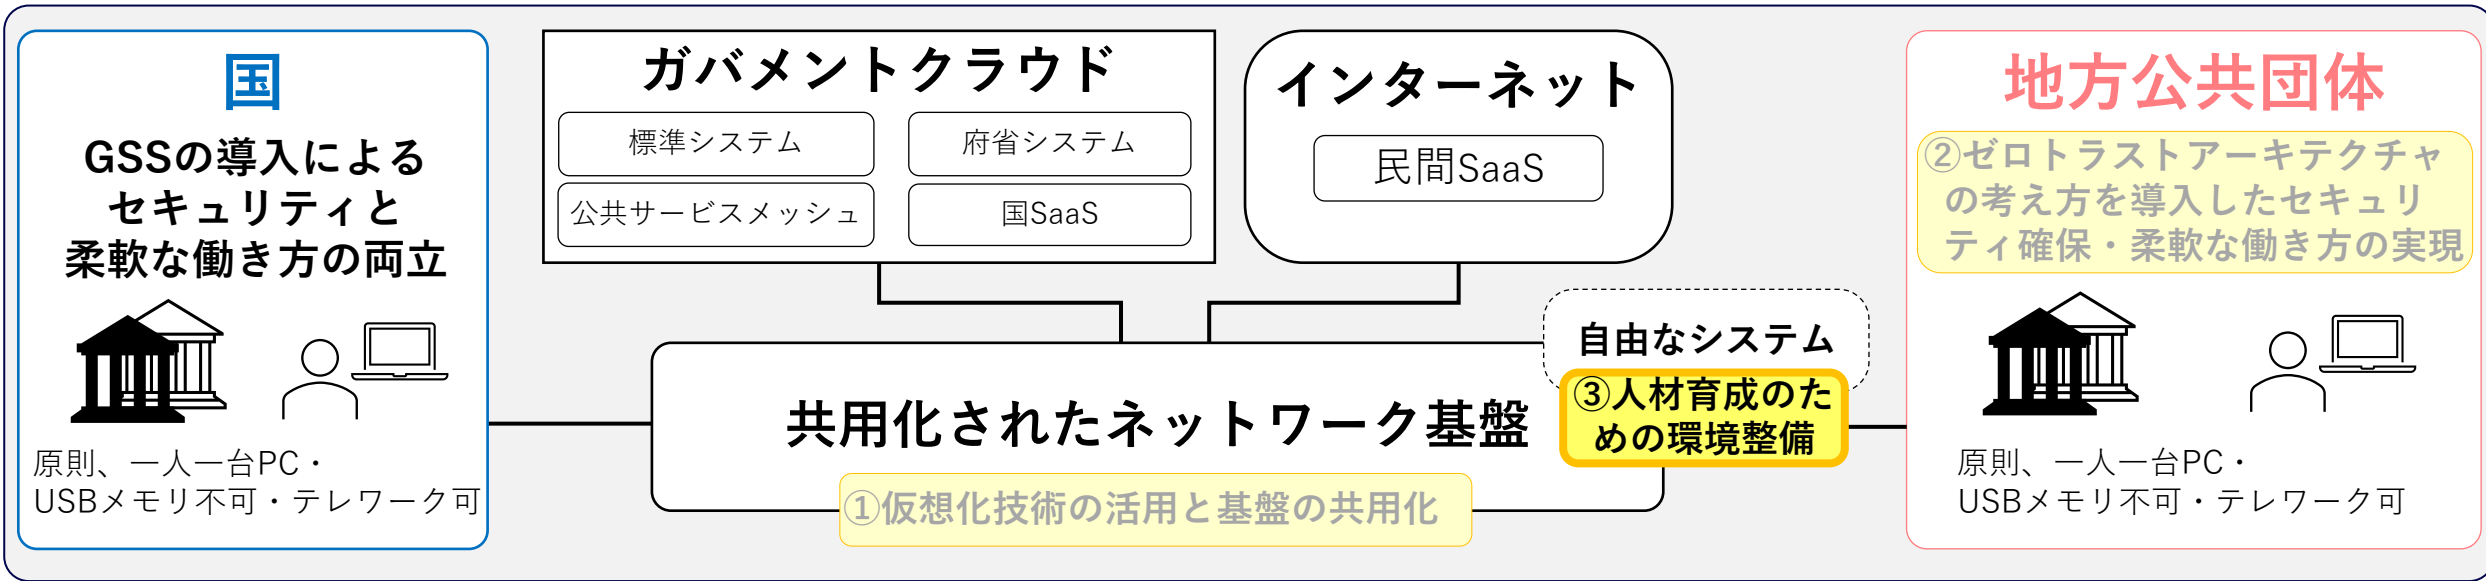 国
GSSの導入による
セキュリティと
柔軟な働き方の両立
原則、一人一台PC・
USBメモリ不可・テレワーク可
ガバメントクラウド
標準システム
府省システム
公共サービスメッシュ
国SaaS
インターネット
民間SaaS
自由なシステム
③人材育成のた
めの環境整備
共用化されたネットワーク基盤
①仮想化技術の活用と基盤の共用化
地方公共団体
②ゼロトラストアーキテクチャ
の考え方を導入したセキュリ
ティ確保・柔軟な働き方の実現
原則、一人一台PC・
USBメモリ不可・テレワーク可